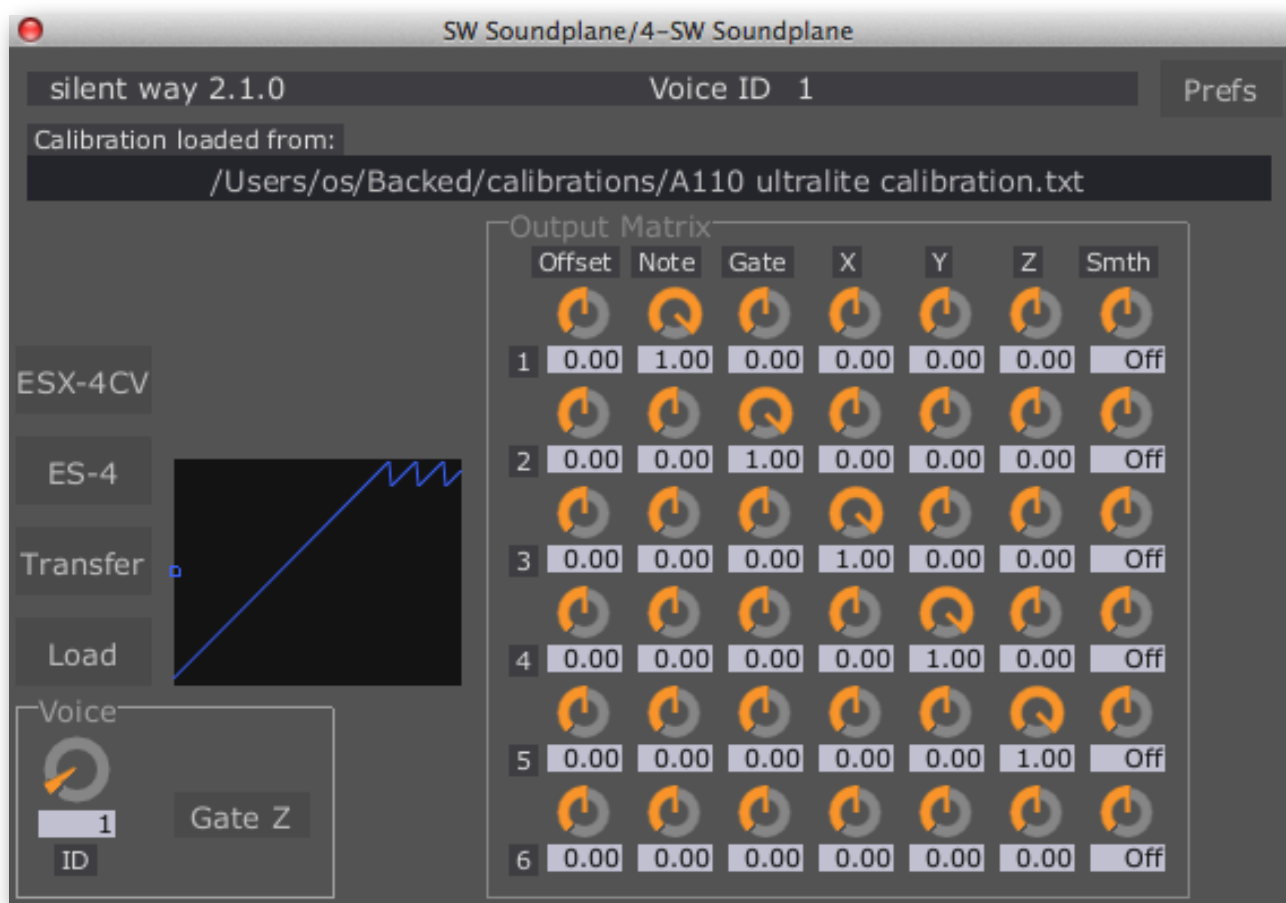 SW Soundplane/4-SW Soundplane
silent way 2.1.0 Voice ID 1
Prefs
Calibration loaded from:
/Users/os/Backed/calibrations/A110 ultralite calibration.txt
Output Matrix
Offset Note Gate X Y Z Smth
1 0.00 1.00 0.00 0.00 0.00 0.00 Off
ESX-4CV
2 0.00 0.00 1.00 0.00 0.00 0.00 Off
ES-4
3 0.00 0.00 0.00 1.00 0.00 0.00 Off
Transfer
4 0.00 0.00 0.00 0.00 1.00 0.00 Off
Load
5 0.00 0.00 0.00 0.00 0.00 1.00 Off
6 0.00 0.00 0.00 0.00 0.00 0.00 Off
Voice
1
ID
Gate Z